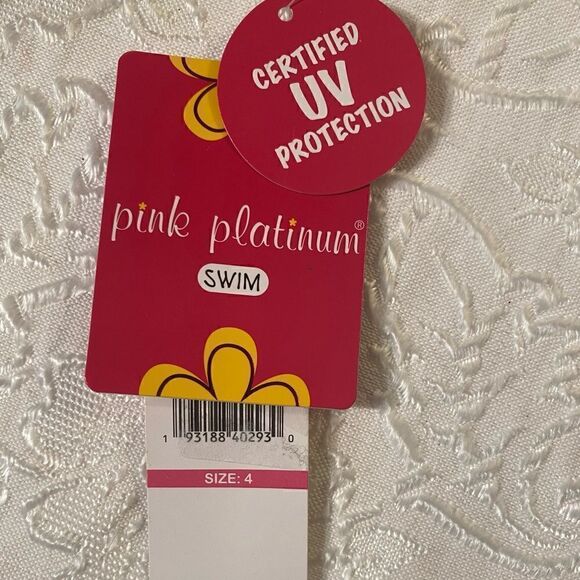 CERTIFIED
UV
PROTECTION
pink platinum®
SWIM
1 93188 40293 0
SIZE: 4